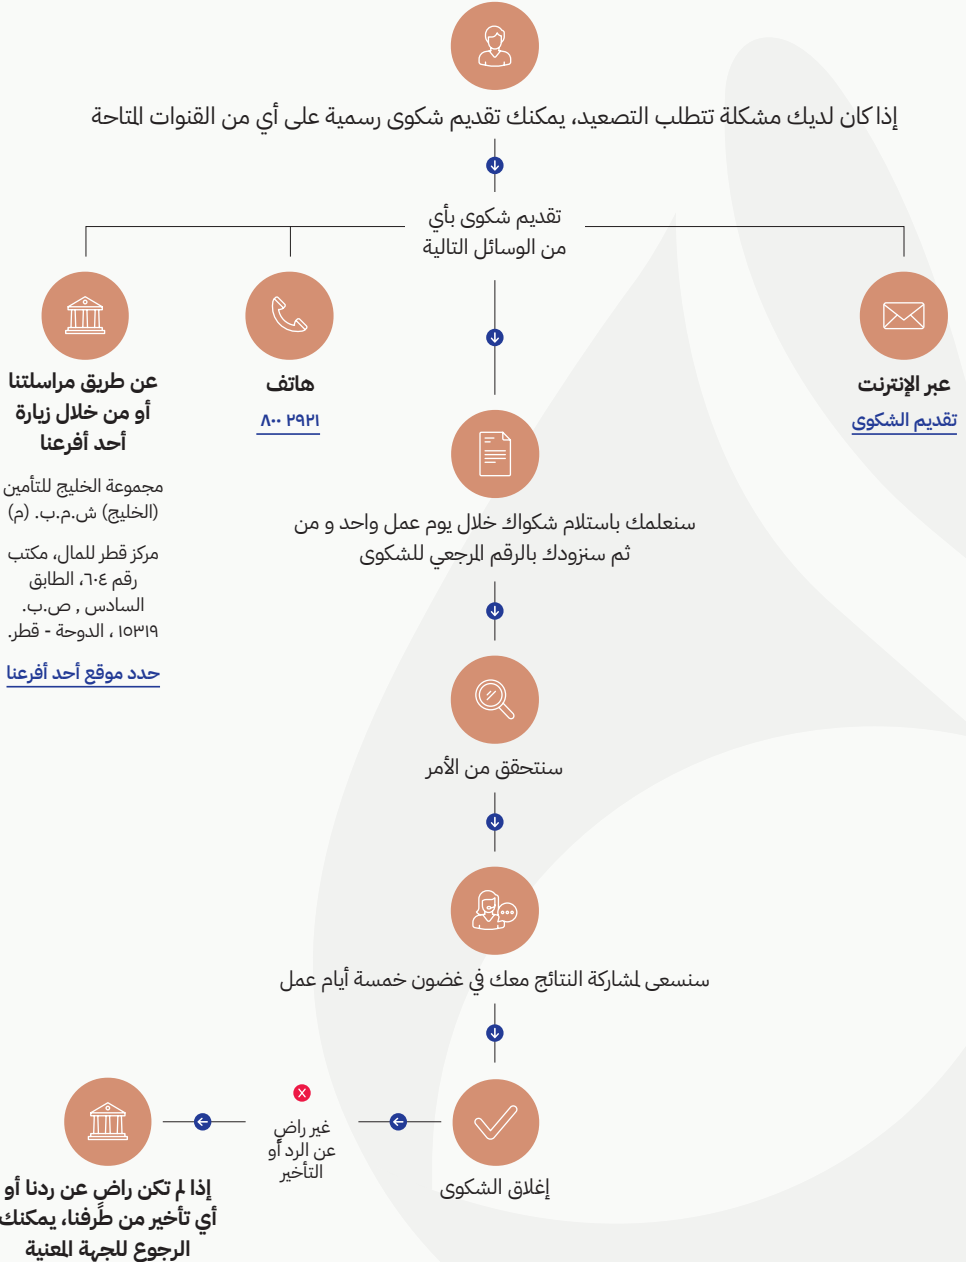 إذا كان لديك مشكلة تتطلب التصعيد، يمكنك تقديم شكوى رسمية على أي من القنوات المتاحة
تقديم شكوى بأي
من الوسائل التالية
عبر الإنترنت
تقديم الشكوى
هاتف
٨٠٠ ٢٩٢١
عن طريق مراسلتنا
أو من خلال زيارة
أحد أفرعنا
مجموعة الخليج للتأمين
(الخليج) ش.م.ب. (م)
مركز قطر للمال، مكتب
رقم ٦٠٤، الطابق
السادس , ص.ب.
١٥٣١٩ ، الدوحة - قطر.
حدد موقع أحد أفرعنا
سنعلمك باستلام شكواك خلال يوم عمل واحد و من
ثم سنزودك بالرقم المرجعي للشكوى
سنتحقق من الأمر
سنسعى لمشاركة النتائج معك في غضون خمسة أيام عمل
إغلاق الشكوى
غير راضٍ
عن الرد أو
التأخير
إذا لم تكن راضٍ عن ردنا أو
أي تأخير من طرفنا، يمكنك
الرجوع للجهة المعنية